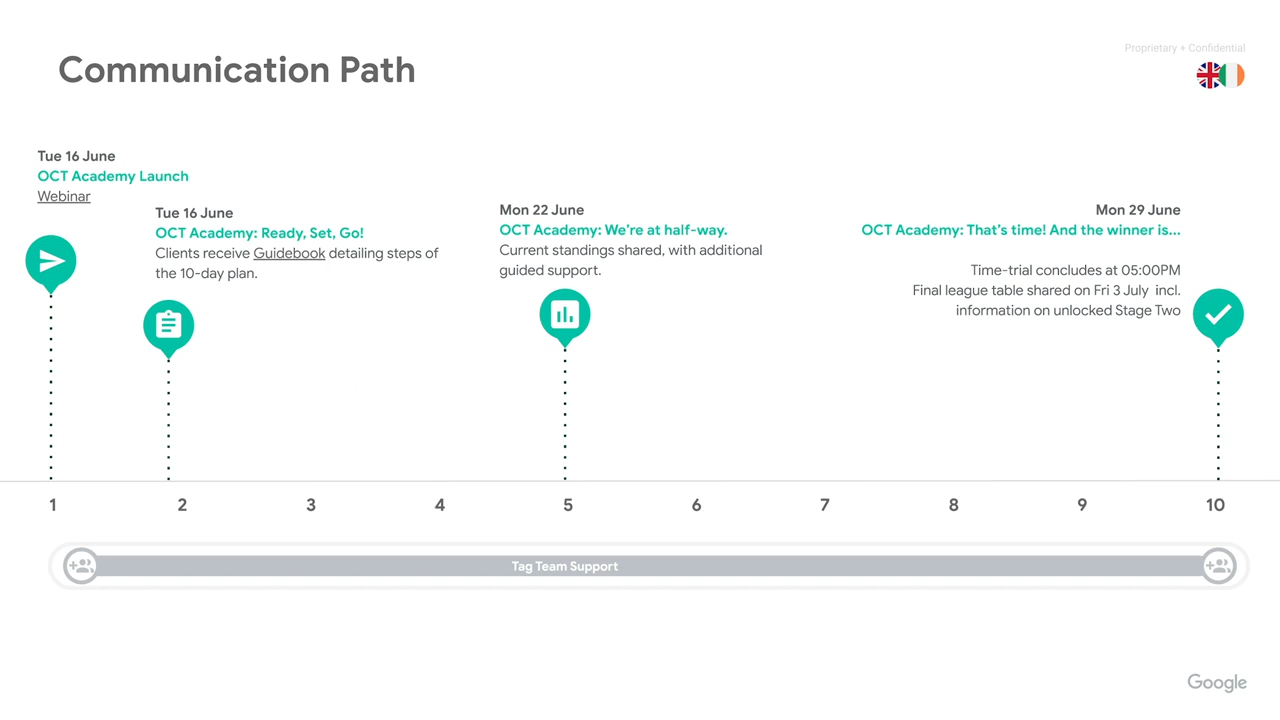 Proprietary + Confidential
Communication Path
Tue 16 June
OCT Academy Launch
Webinar
Tue 16 June
OCT Academy: Ready, Set, Go!
Clients receive Guidebook detailing steps of
the 10-day plan.
Mon 22 June
OCT Academy: We’re at half-way.
Current standings shared, with additional
guided support.
Mon 29 June
OCT Academy: That’s time! And the winner is...
Time-trial concludes at 05:00PM
Final league table shared on Fri 3 July incl.
information on unlocked Stage Two
1 2 3 4 5 6 7 8 9 10
Tag Team Support
Google